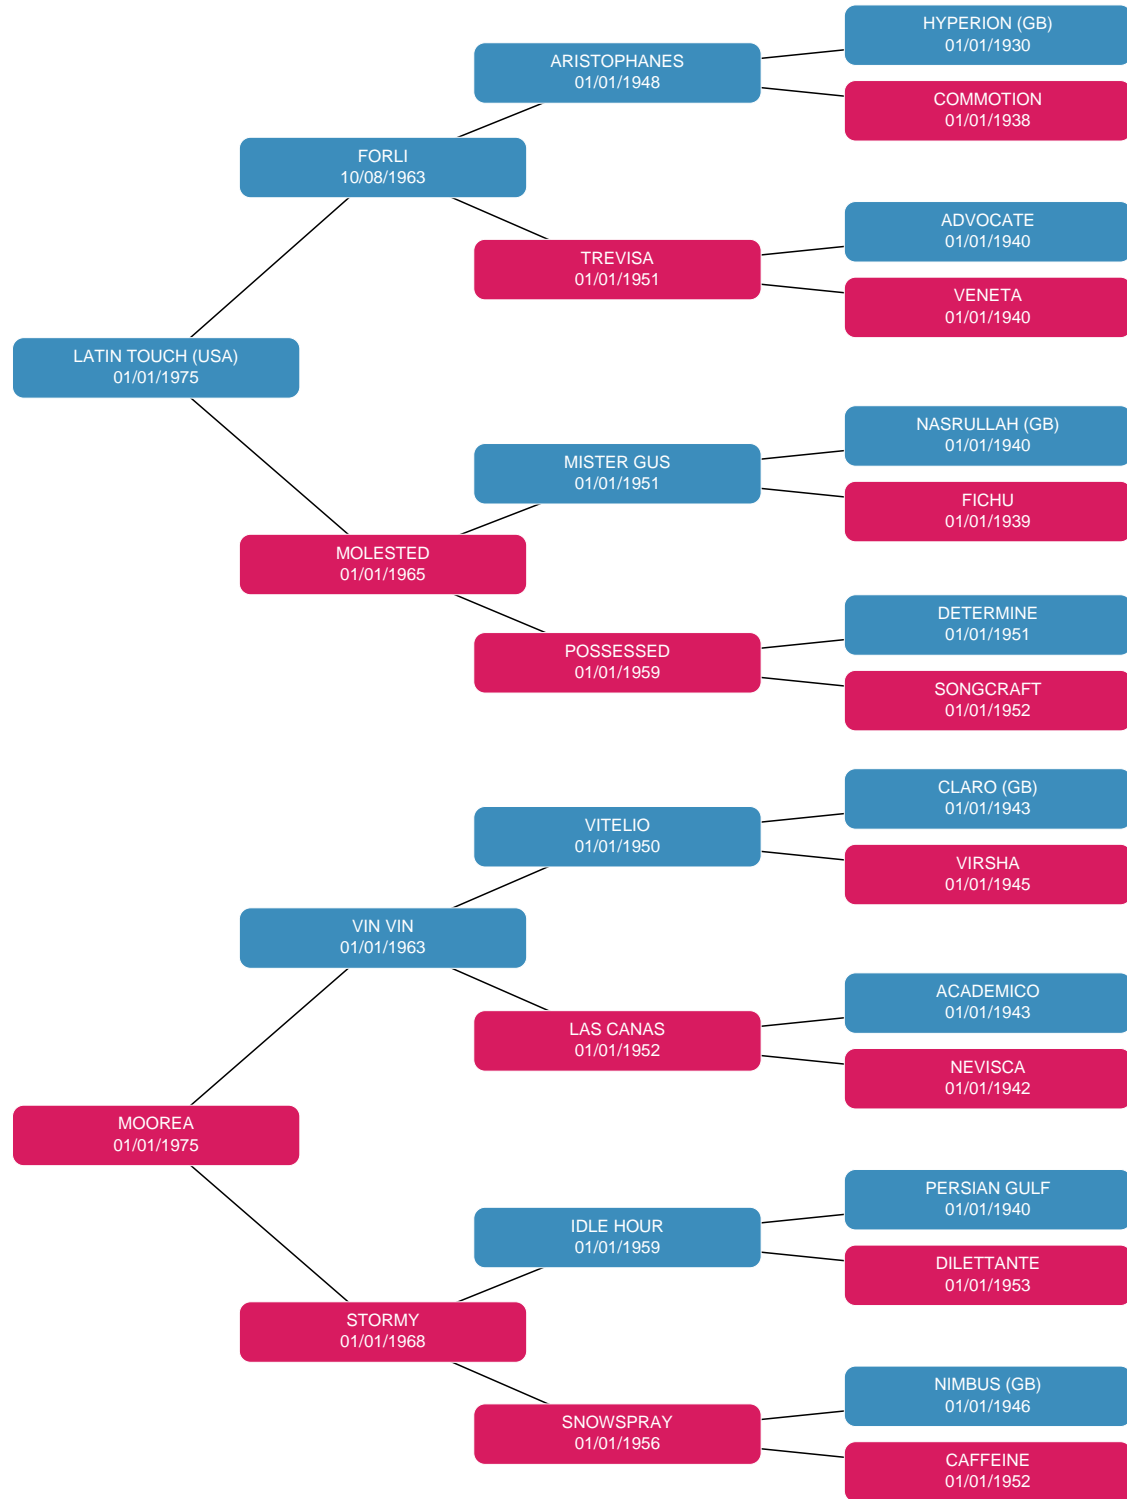 HYPERION (GB)
01/01/1930
ARISTOPHANES
01/01/1948
COMMOTION
01/01/1938
FORLI
10/08/1963
ADVOCATE
01/01/1940
TREVISA
01/01/1951
VENETA
01/01/1940
LATIN TOUCH (USA)
01/01/1975
NASRULLAH (GB)
01/01/1940
MISTER GUS
01/01/1951
FICHU
01/01/1939
MOLESTED
01/01/1965
DETERMINE
01/01/1951
POSSESSED
01/01/1959
SONGCRAFT
01/01/1952
CLARO (GB)
01/01/1943
VITELIO
01/01/1950
VIRSHA
01/01/1945
VIN VIN
01/01/1963
ACADEMICO
01/01/1943
LAS CANAS
01/01/1952
NEVISCA
01/01/1942
MOOREA
01/01/1975
PERSIAN GULF
01/01/1940
IDLE HOUR
01/01/1959
DILETTANTE
01/01/1953
STORMY
01/01/1968
NIMBUS (GB)
01/01/1946
SNOWSPRAY
01/01/1956
CAFFEINE
01/01/1952